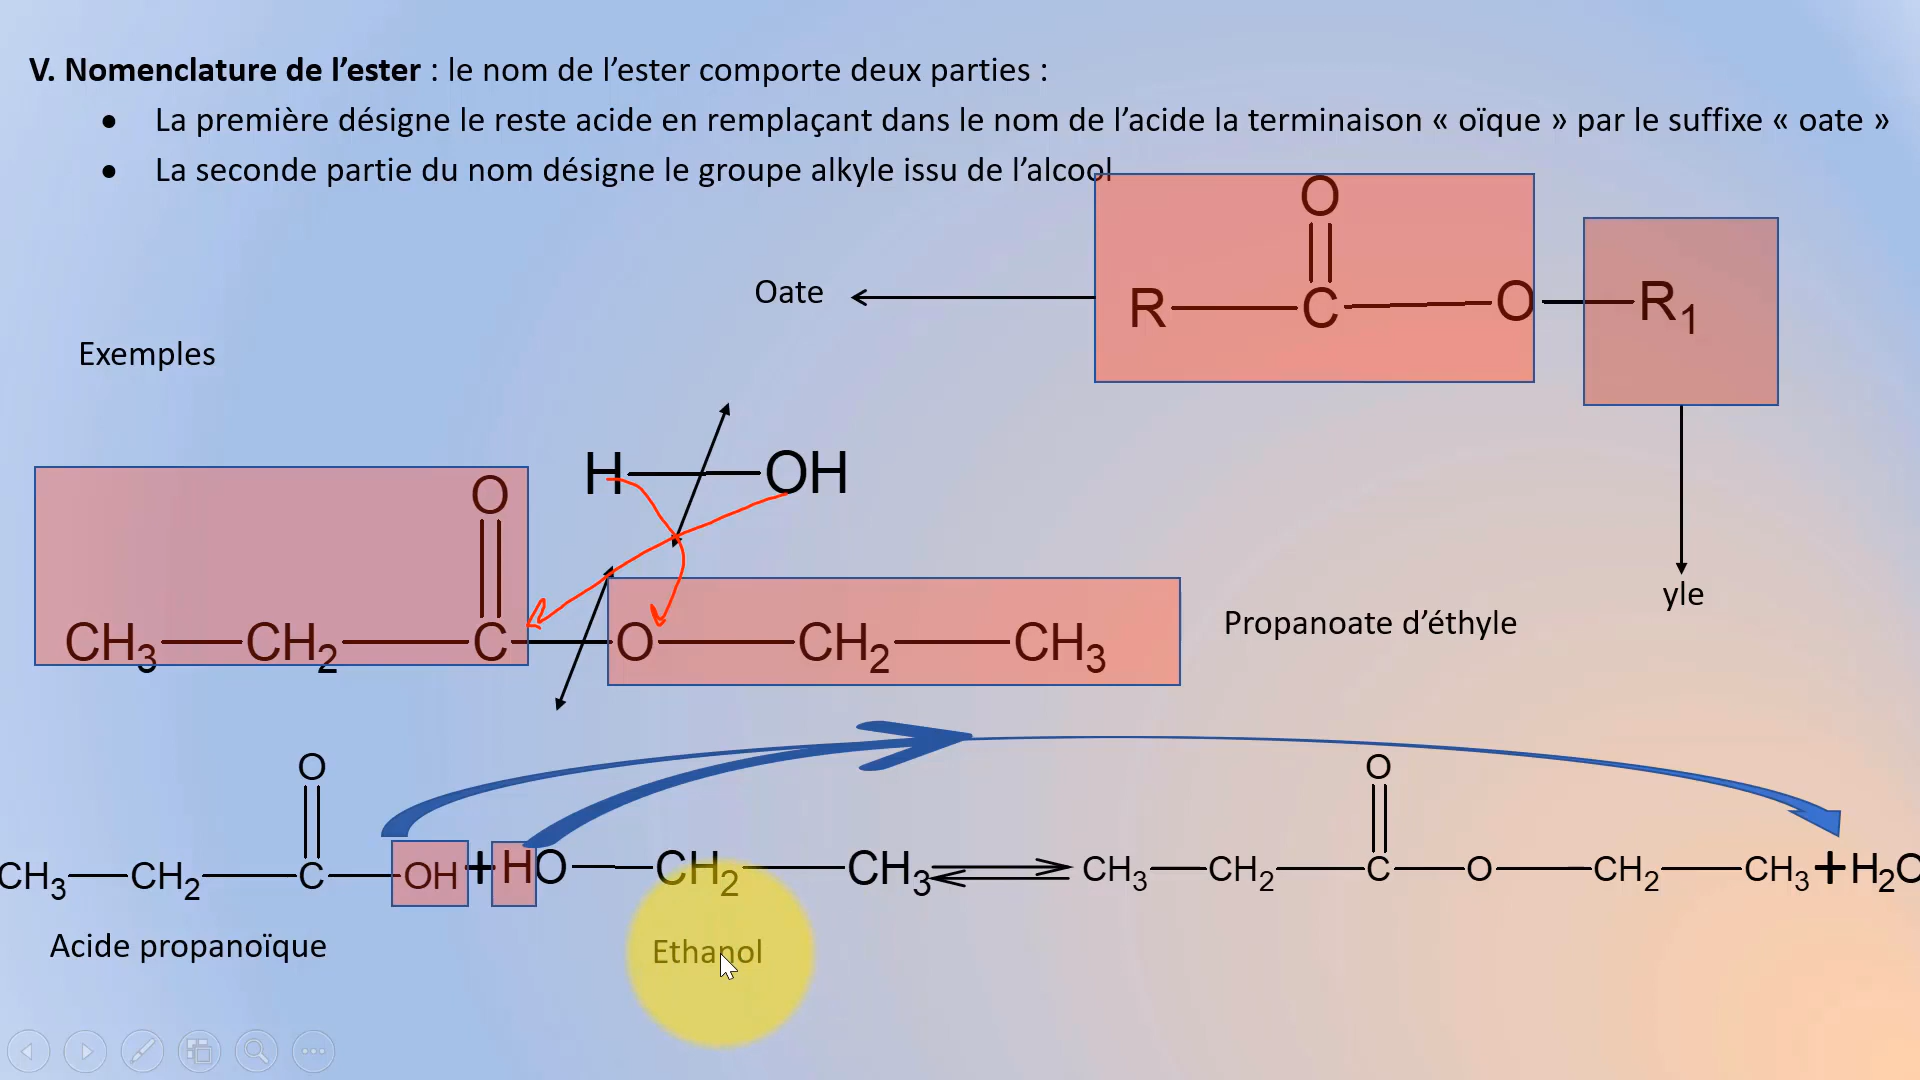 V. Nomenclature de l’ester : le nom de l’ester comporte deux parties :
• La première désigne le reste acide en remplaçant dans le nom de l’acide la terminaison « oïque » par le suffixe « oate »
• La seconde partie du nom désigne le groupe alkyle issu de l’alcool
O
Oate
R C O R1
Exemples
H OH
O
yle
Propanoate d’éthyle
CH3 CH2 C O CH2 CH3
O O
CH3 CH2 C OH + HO CH2 CH3 CH3 CH2 C O CH2 CH3 + H2O
Acide propanoïque Ethanol